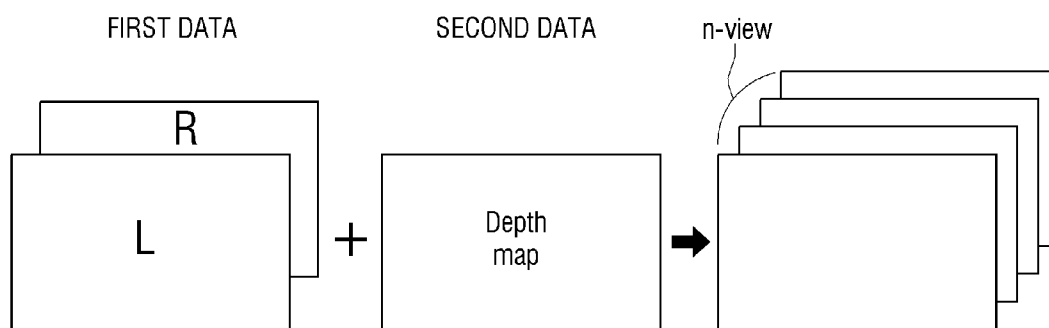 FIRST DATA
SECOND DATA
n-view
R
L
+
Depth
map